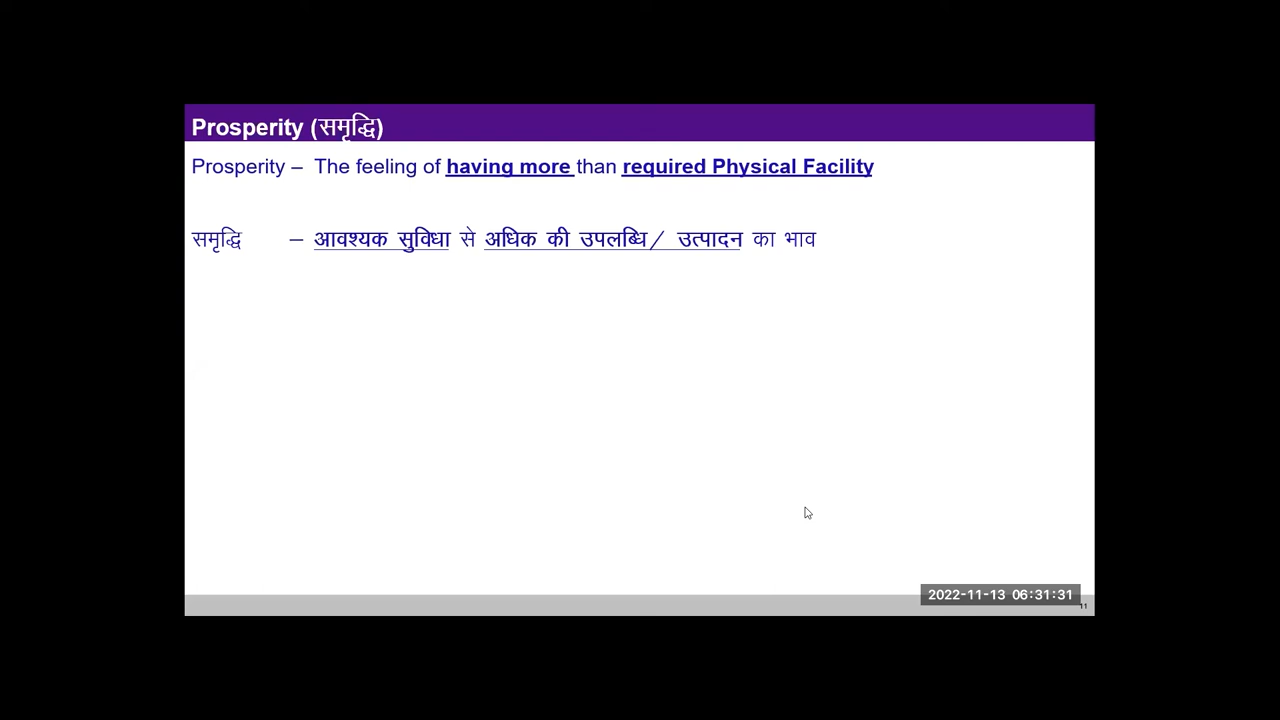 Prosperity (समृद्धि)
Prosperity – The feeling of having more than required Physical Facility
समृद्धि – आवश्यक सुविधा से अधिक की उपलब्धि/ उत्पादन का भाव
2022-11-13 06:31:31
11